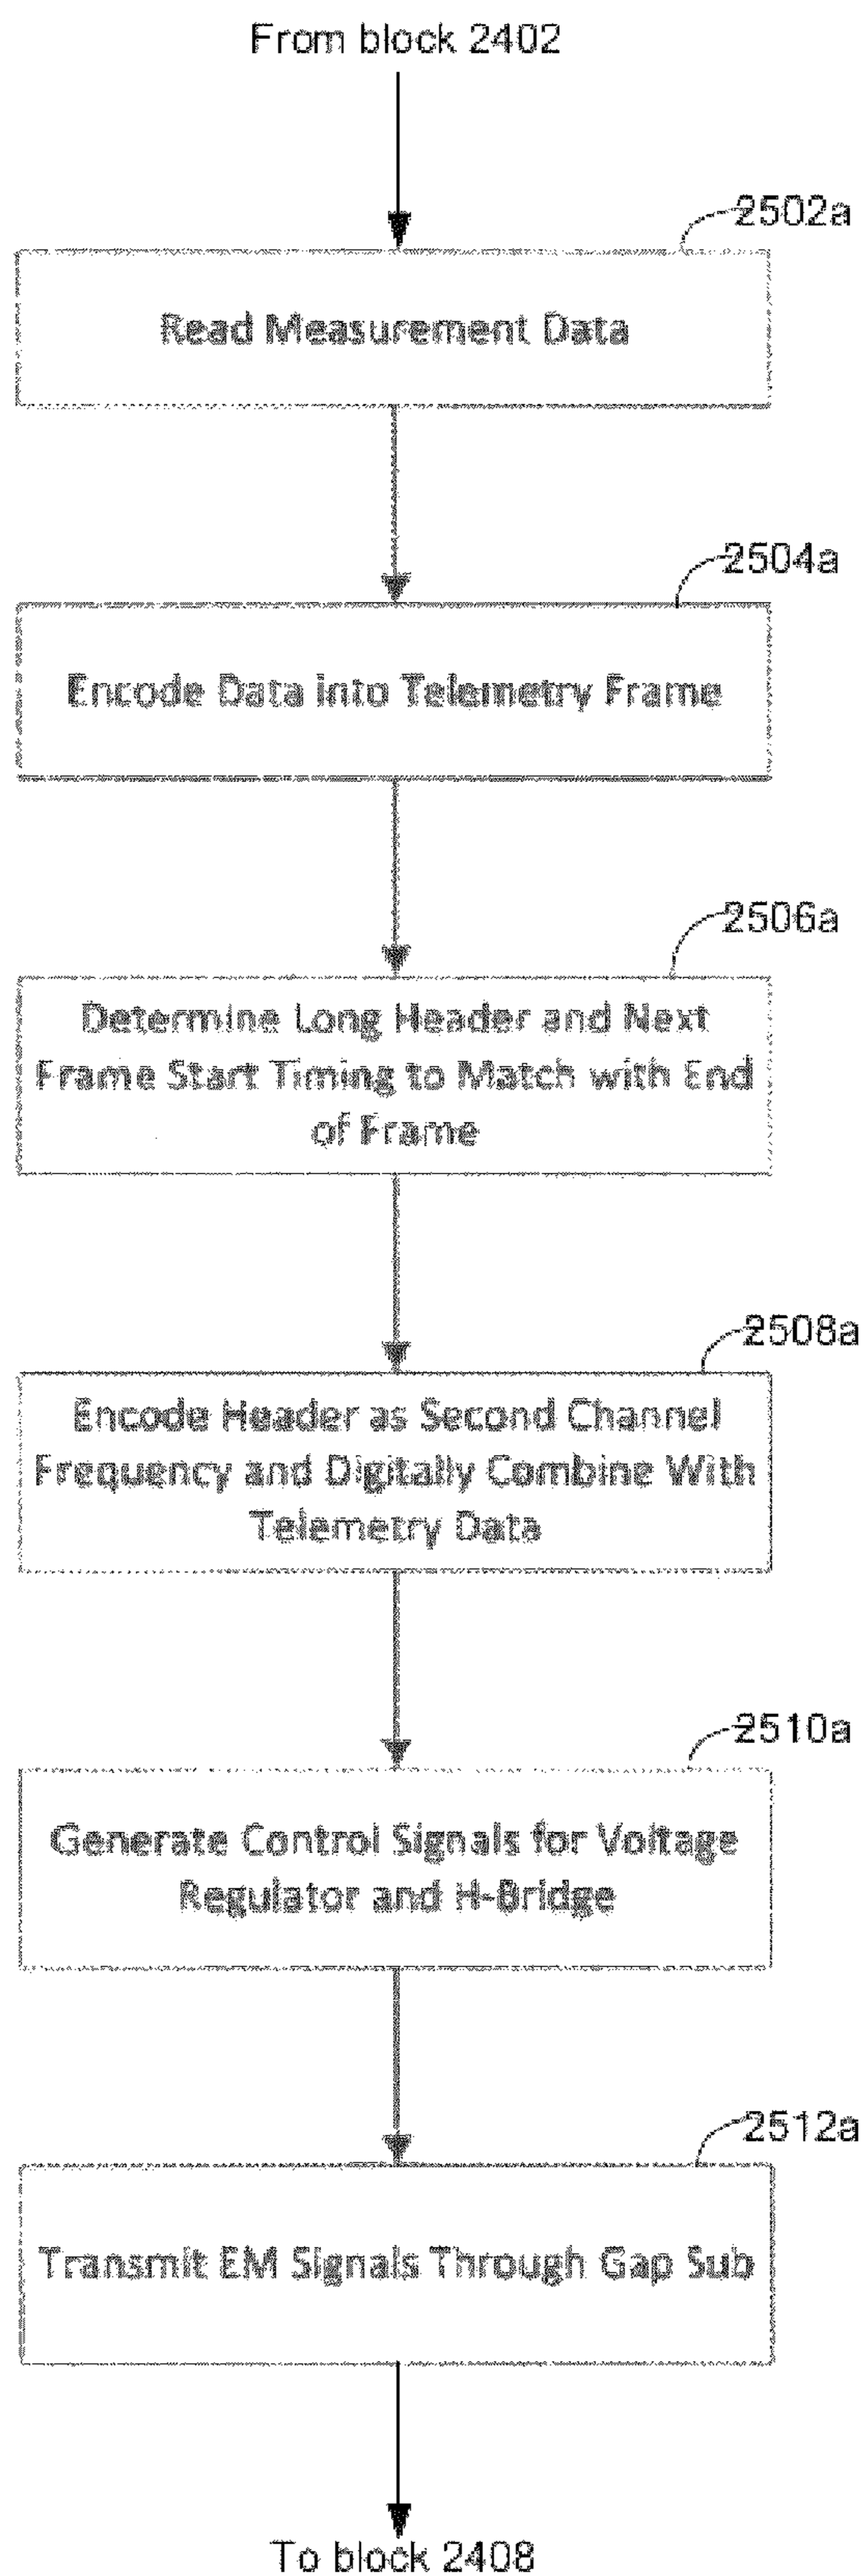 From block 2402
2502a
Read Measurement Data
2504a
Encode Data into Telemetry Frame
2506a
Determine Long Header and Next
Frame Start Timing to Match with End
of Frame
2508a
Encode Header as Second Channel
Frequency and Digitally Combine With
Telemetry Data
2510a
Generate Control Signals for Voltage
Regulator and H-Bridge
2512a
Transmit EM Signals Through Gap Sub
To block 2408